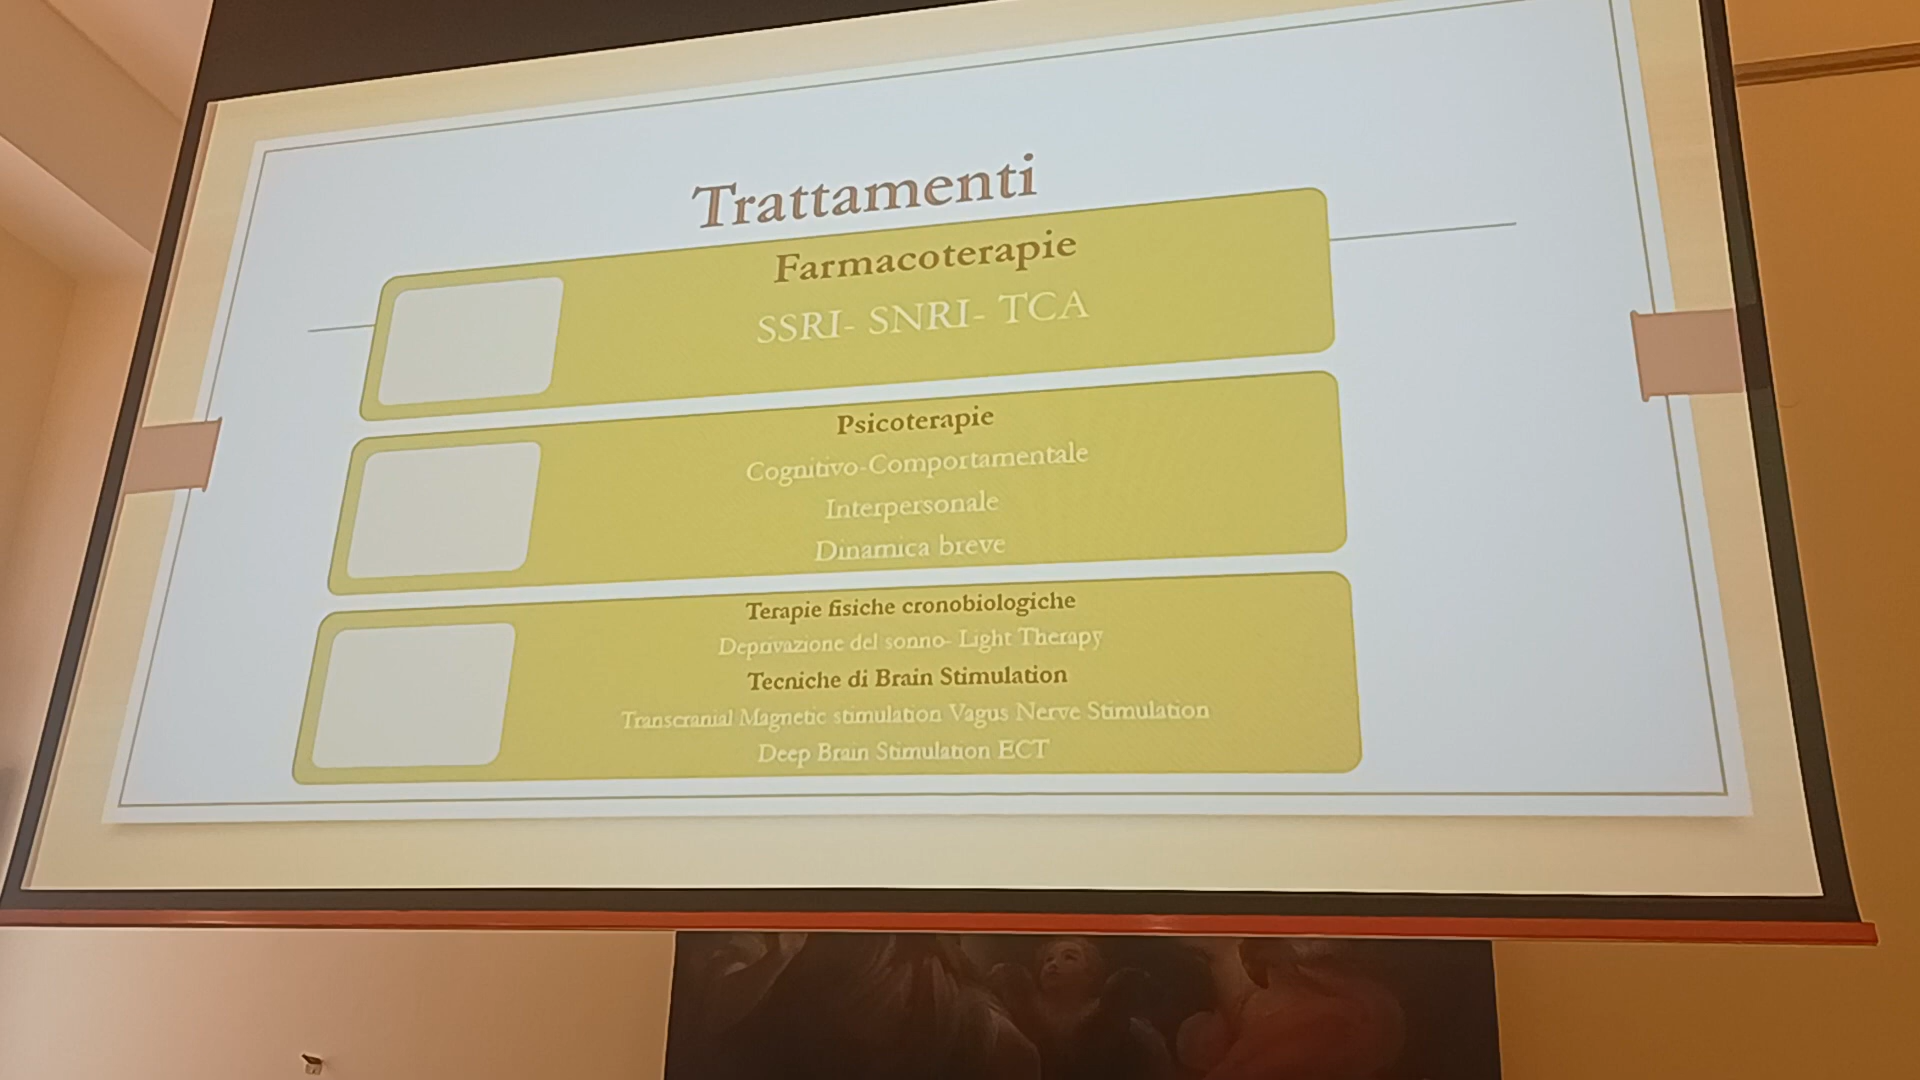 Trattamenti
Farmacoterapie
SSRI- SNRI- TCA
Psicoterapie
Cognitivo-Comportamentale
Interpersonale
Dinamica breve
Terapie fisiche cronobiologiche
Deprivazione del sonno- Light Therapy
Tecniche di Brain Stimulation
Transcranial Magnetic stimulation Vagus Nerve Stimulation
Deep Brain Stimulation ECT